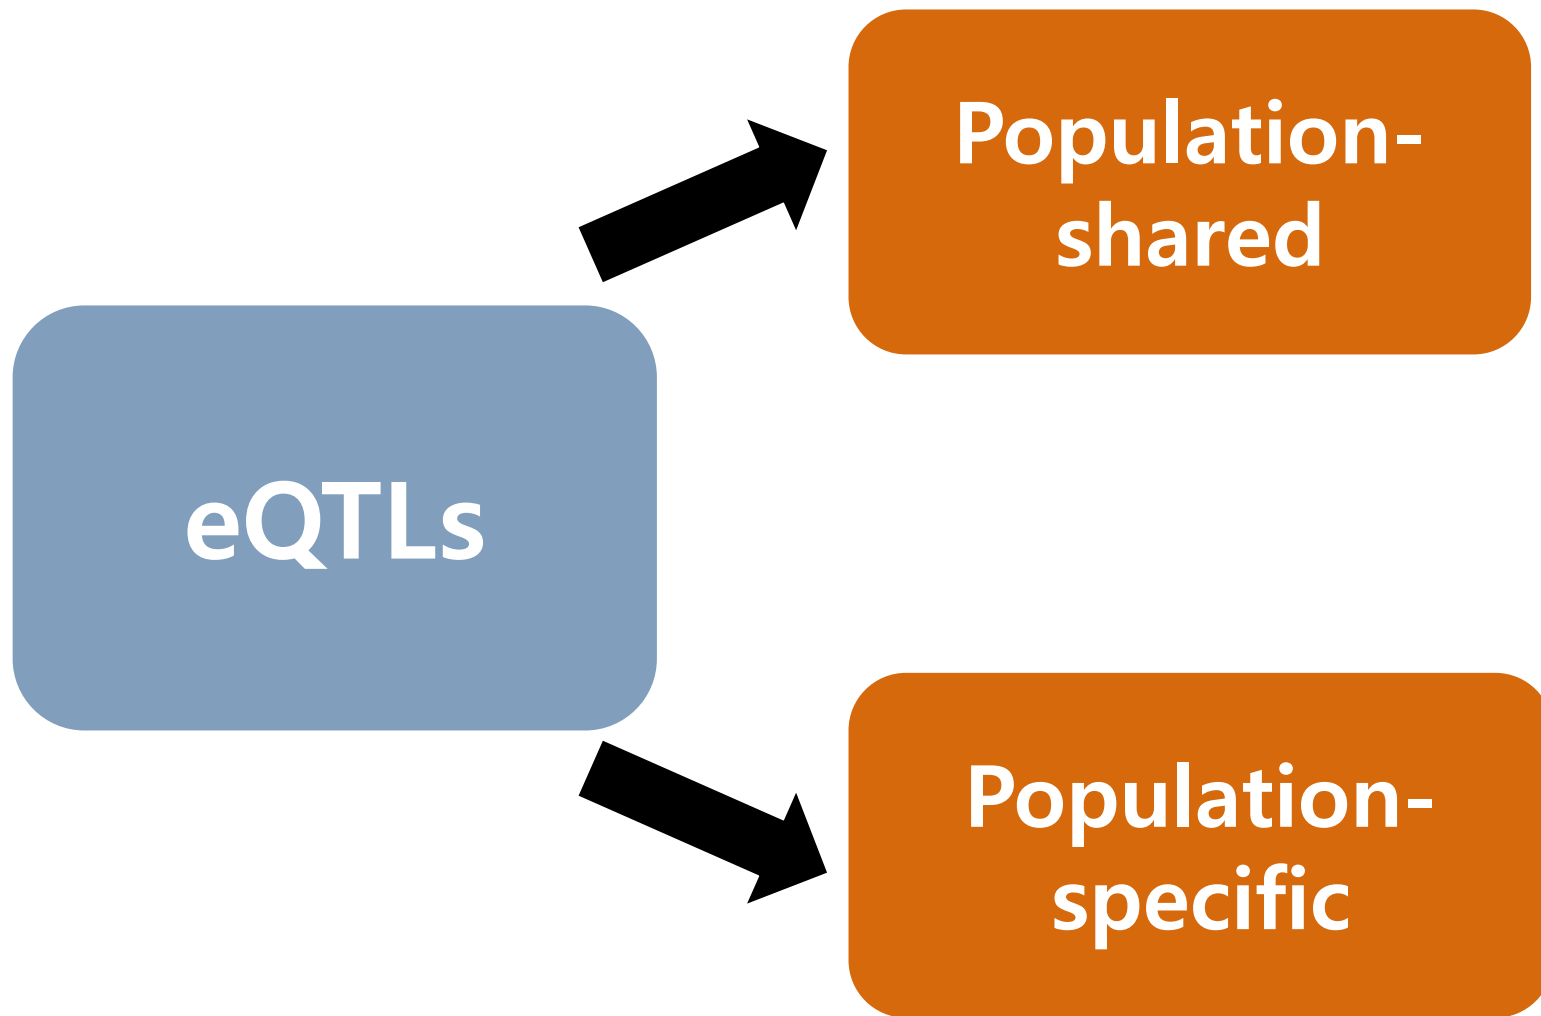 Population-
shared
eQTLs
Population-
specific